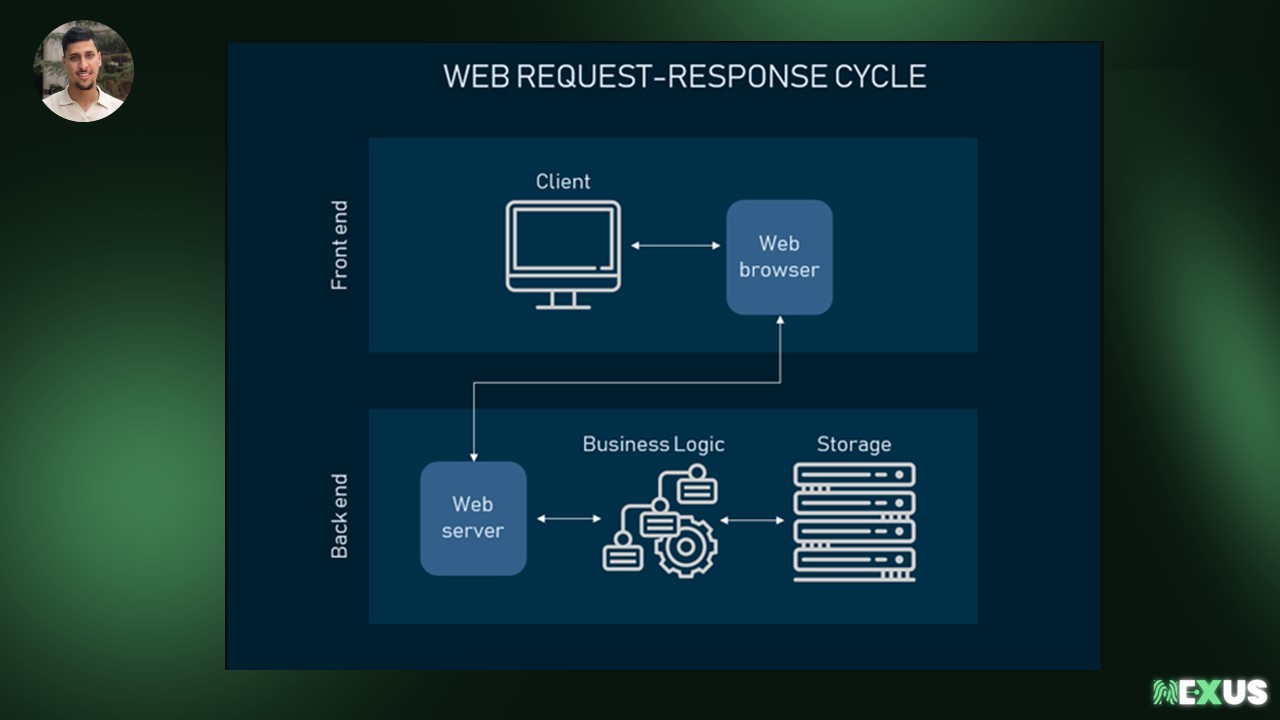 WEB REQUEST-RESPONSE CYCLE
Front end
Client
Web
browser
Back end
Web
server
Business Logic
Storage
NEXUS